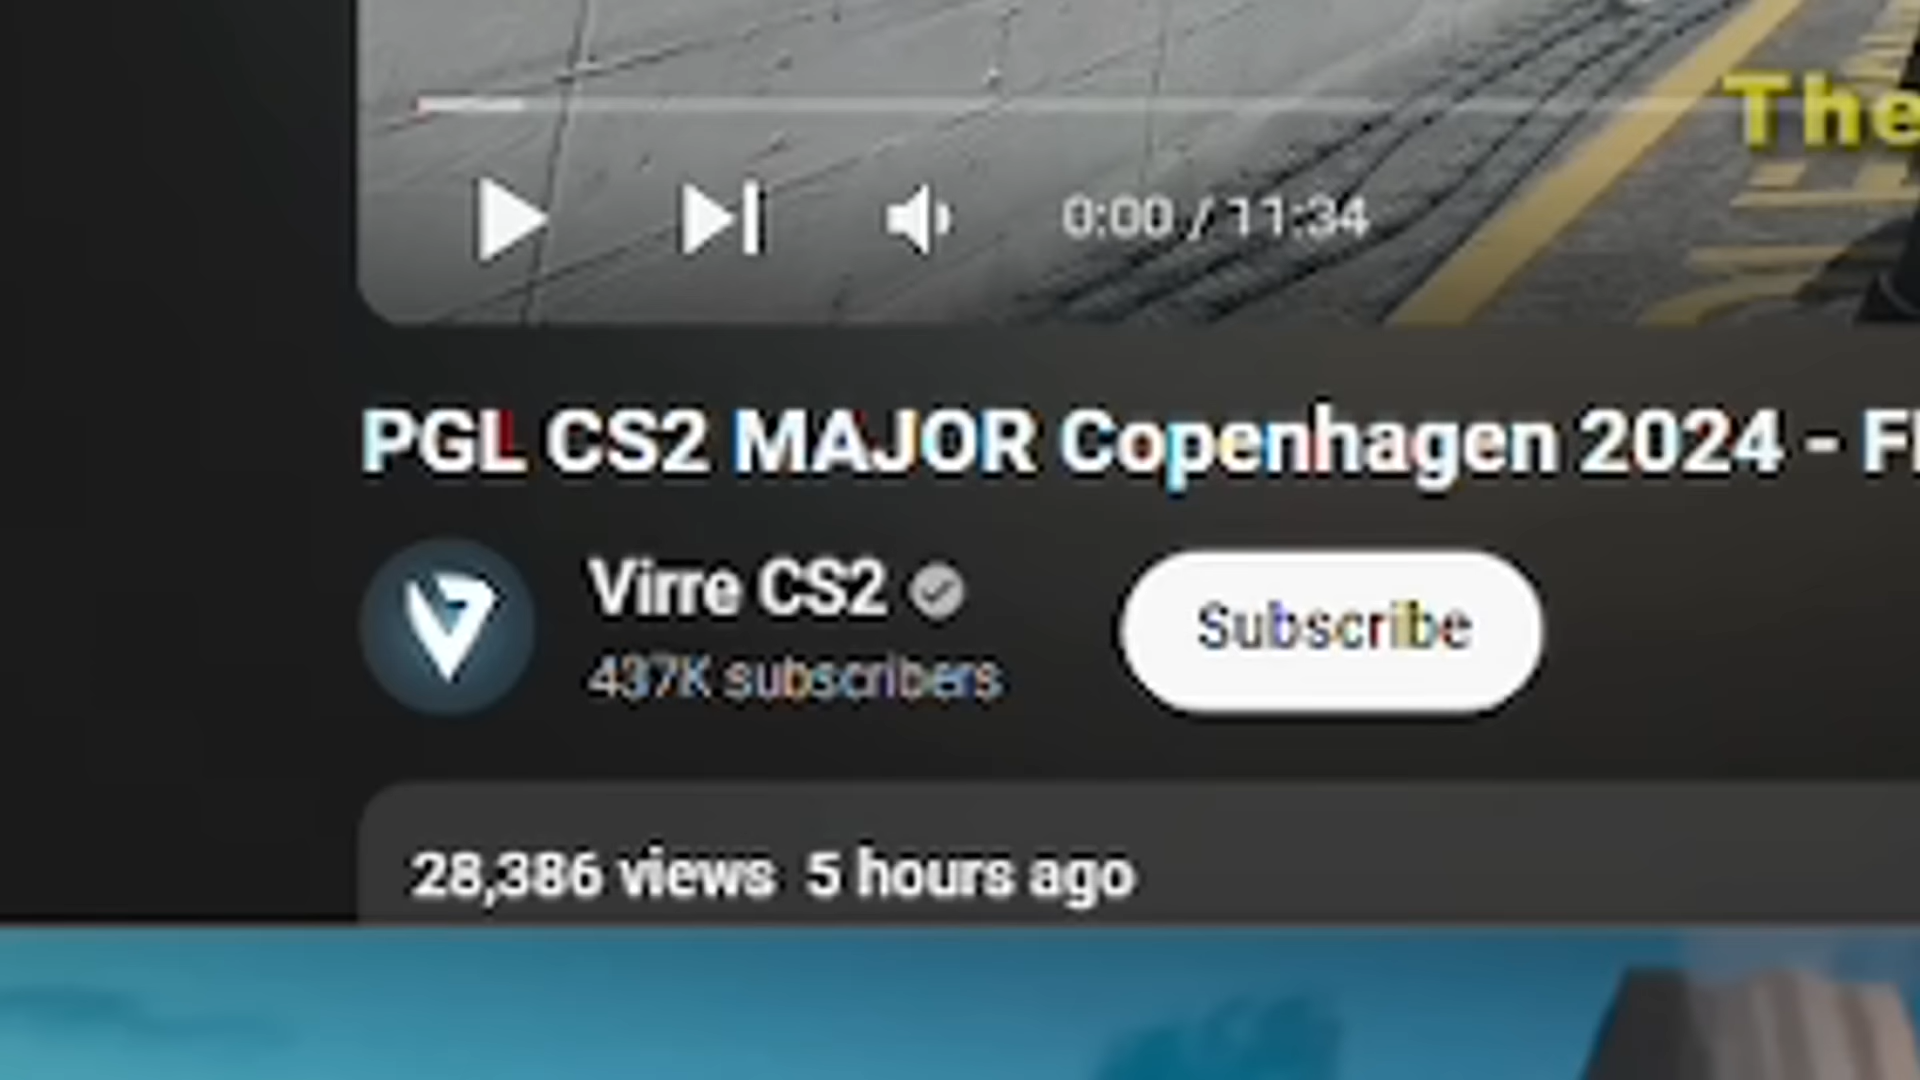 The
0:00 / 11:34
PGL CS2 MAJOR Copenhagen 2024 -
Virre CS2
437K subscribers
Subscribe
28,386 views 5 hours ago